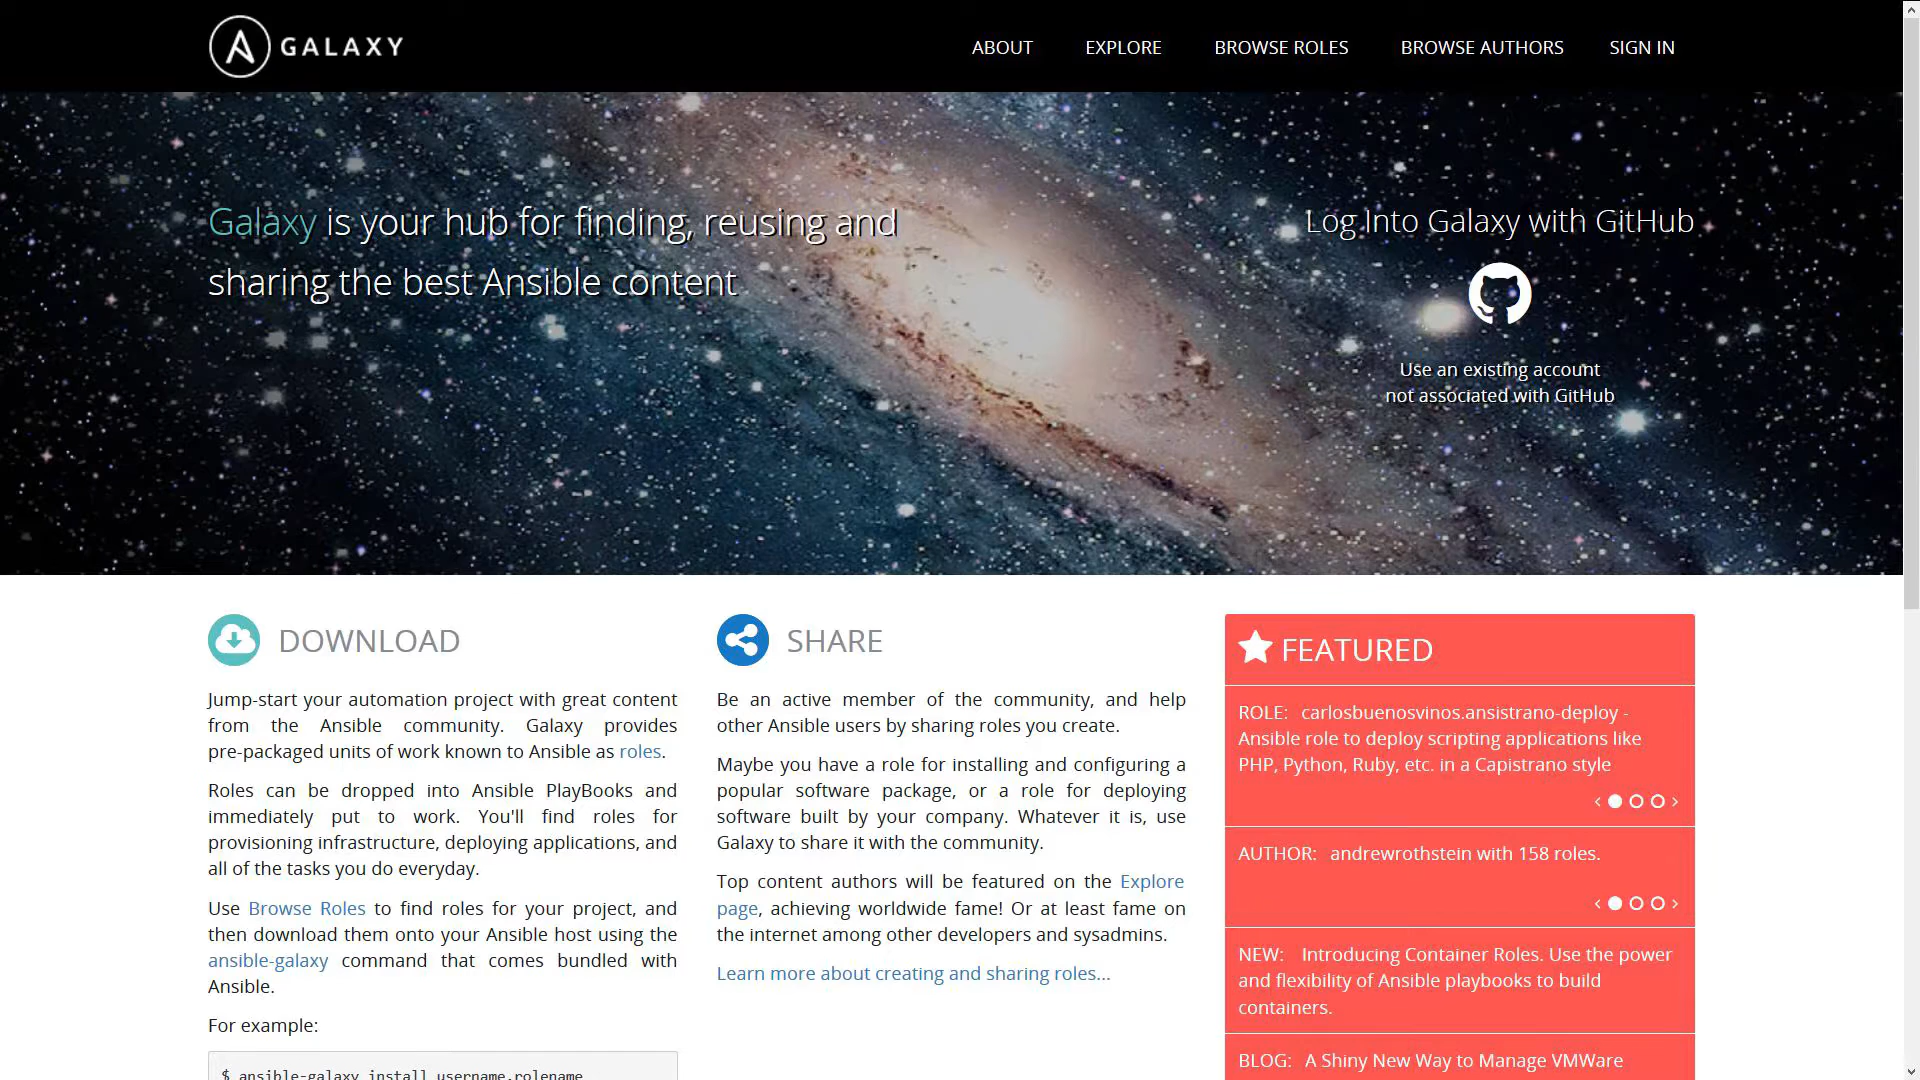 GALAXY
ABOUT EXPLORE BROWSE ROLES BROWSE AUTHORS SIGN IN
Galaxy is your hub for finding, reusing and
sharing the best Ansible content
Log Into Galaxy with GitHub
Use an existing account
not associated with GitHub
DOWNLOAD
Jump-start your automation project with great content
from the Ansible community. Galaxy provides
pre-packaged units of work known to Ansible as roles.
Roles can be dropped into Ansible PlayBooks and
immediately put to work. You'll find roles for
provisioning infrastructure, deploying applications, and
all of the tasks you do everyday.
Use Browse Roles to find roles for your project, and
then download them onto your Ansible host using the
ansible-galaxy command that comes bundled with
Ansible.
For example:
$ ansible-galaxy install username.rolename
SHARE
Be an active member of the community, and help
other Ansible users by sharing roles you create.
Maybe you have a role for installing and configuring a
popular software package, or a role for deploying
software built by your company. Whatever it is, use
Galaxy to share it with the community.
Top content authors will be featured on the Explore
page, achieving worldwide fame! Or at least fame on
the internet among other developers and sysadmins.
Learn more about creating and sharing roles...
FEATURED
ROLE: carlosbuenosvinos.ansistrano-deploy -
Ansible role to deploy scripting applications like
PHP, Python, Ruby, etc. in a Capistrano style
AUTHOR: andrewrothstein with 158 roles.
NEW: Introducing Container Roles. Use the power
and flexibility of Ansible playbooks to build
containers.
BLOG: A Shiny New Way to Manage VMWare